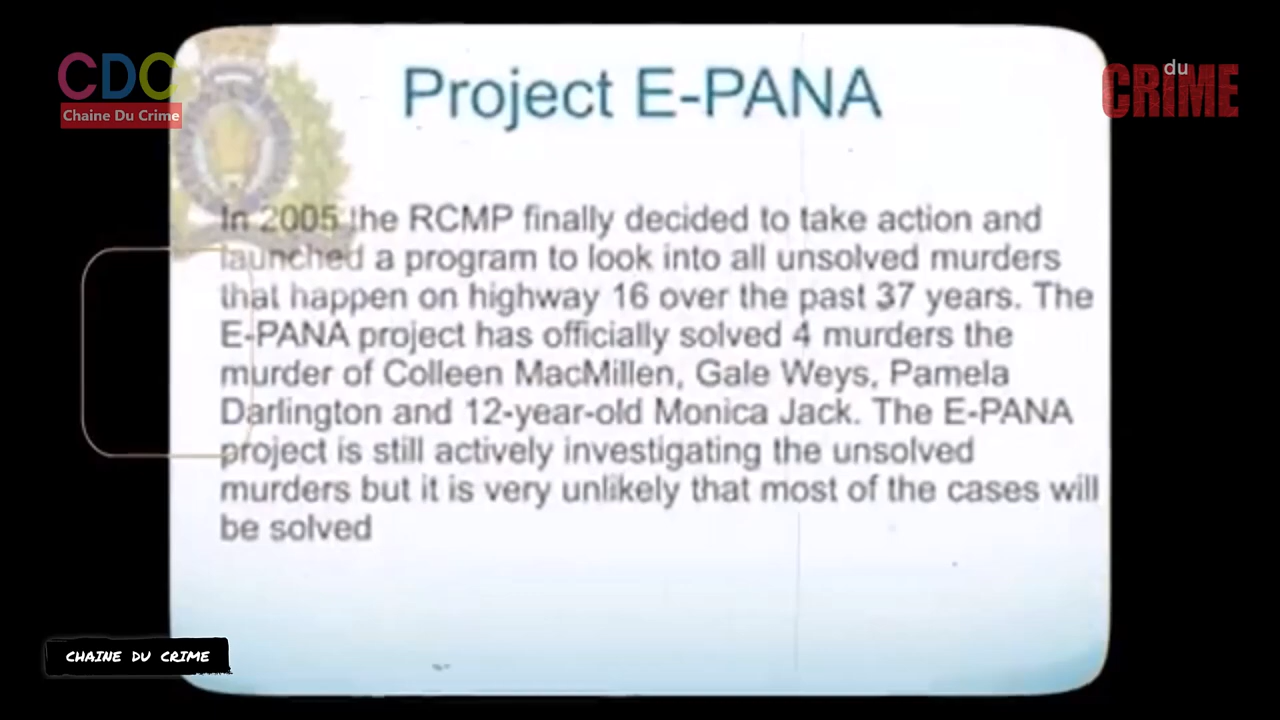 CDC
Chaine Du Crime
du
CRIME
Project E-PANA
In 2005 the RCMP finally decided to take action and
launched a program to look into all unsolved murders
that happen on highway 16 over the past 37 years. The
E-PANA project has officially solved 4 murders the
murder of Colleen MacMillen, Gale Weys, Pamela
Darlington and 12-year-old Monica Jack. The E-PANA
project is still actively investigating the unsolved
murders but it is very unlikely that most of the cases will
be solved
CHAINE DU CRIME